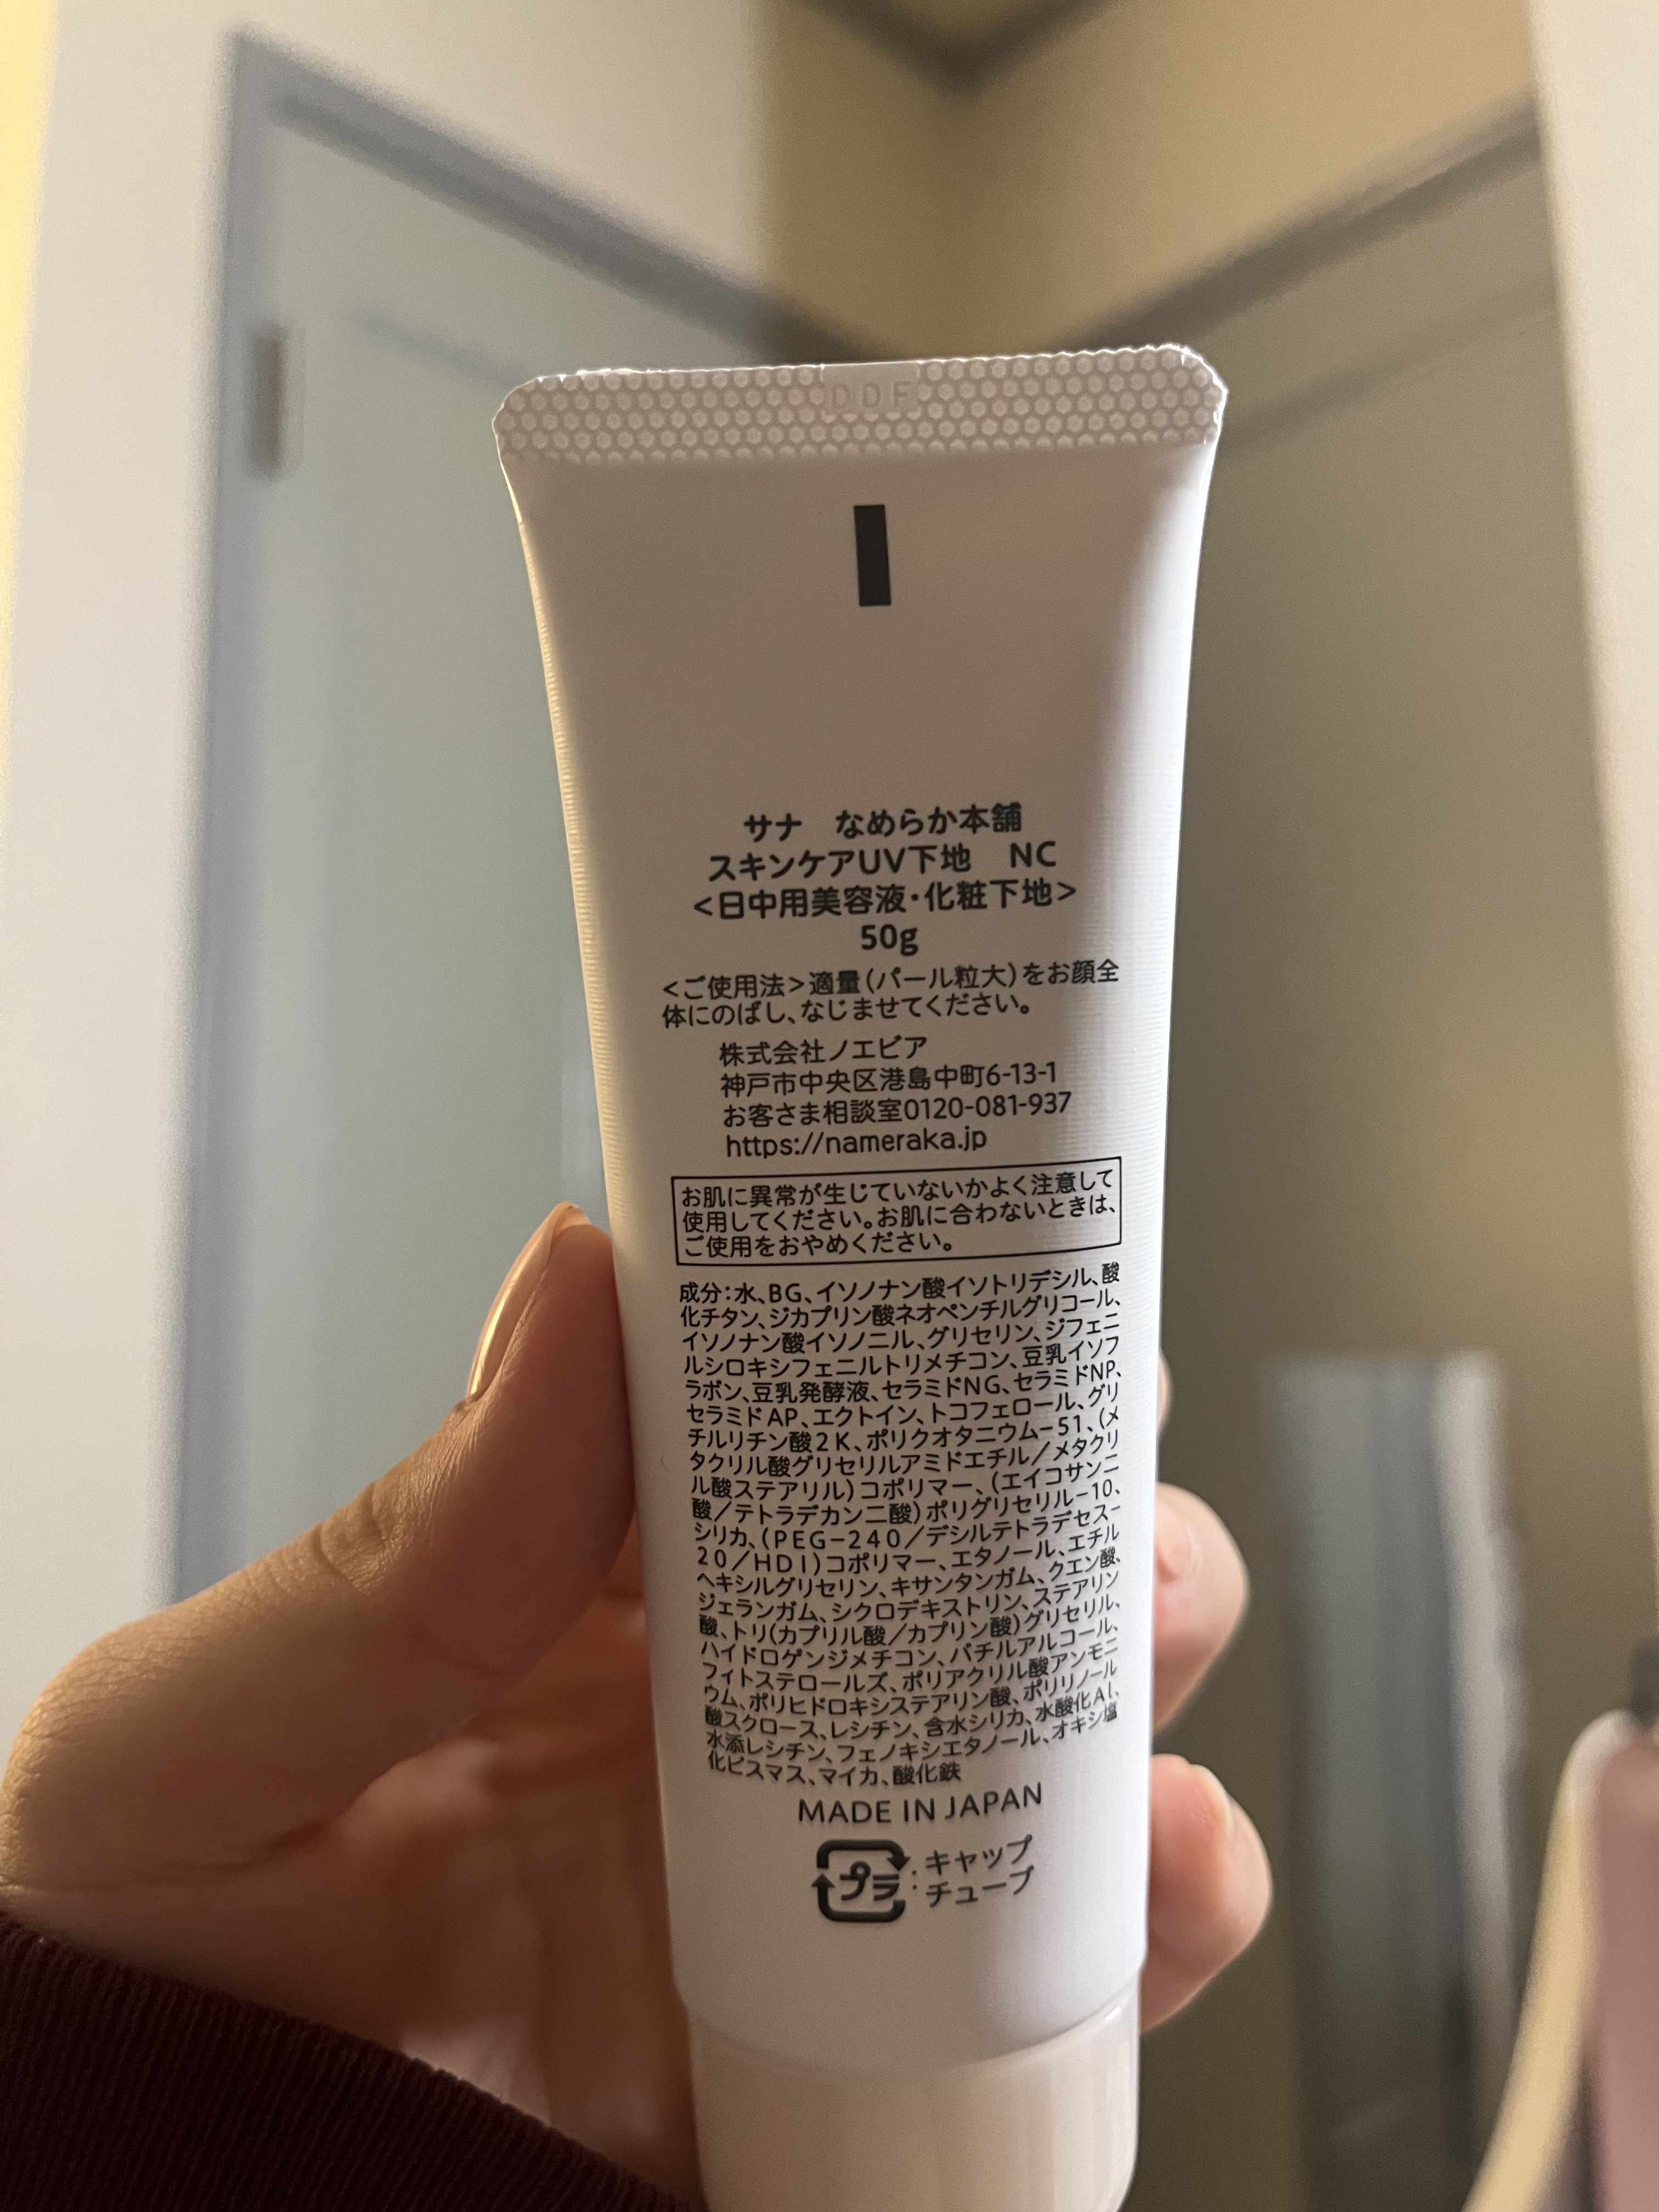 DDF
サナ　なめらか本舗
スキンケアUV下地　NC
<日中用美容液・化粧下地>
50g
<ご使用法>適量(パール粒大)をお顔全
体にのばし、なじませてください。
株式会社ノエビア
神戸市中央区港島中町6-13-1
お客さま相談室0120-081-937
https://nameraka.jp
お肌に異常が生じていないかよく注意して
使用してください。お肌に合わないときは、
ご使用をおやめください。
成分：水、BG、イソノナン酸イソトリデシル、酸
化チタン、ジカプリン酸ネオペンチルグリコール、
イソノナン酸イソノニル、グリセリン、ジフェニ
ルシロキシフェニルトリメチコン、豆乳イソフ
ラボン、豆乳発酵液、セラミドNG、セラミドNP、
セラミドAP、エクトイン、トコフェロール、グリ
チルリチン酸2K、ポリクオタニウム-51、(メ
タクリル酸グリセリルアミドエチル／メタクリ
ル酸ステアリル)コポリマー、(エイコサン二
酸／テトラデカン二酸)ポリグリセリル-10、
シリカ、(PEG-240／デシルテトラデセス-
20／HDI)コポリマー、エタノール、エチル
ヘキシルグリセリン、キサンタンガム、クエン酸、
ジェランガム、シクロデキストリン、ステアリン
酸、トリ(カプリル酸／カプリン酸)グリセリル、
ハイドロゲンジメチコン、バチルアルコール、
フィトステロールズ、ポリアクリル酸アンモニ
ウム、ポリヒドロキシステアリン酸、ポリリノール
酸スクロース、レシチン、含水シリカ、水酸化Al、
水添レシチン、フェノキシエタノール、オキシ塩
化ビスマス、マイカ、酸化鉄
MADE IN JAPAN
プラ：キャップ
チューブ